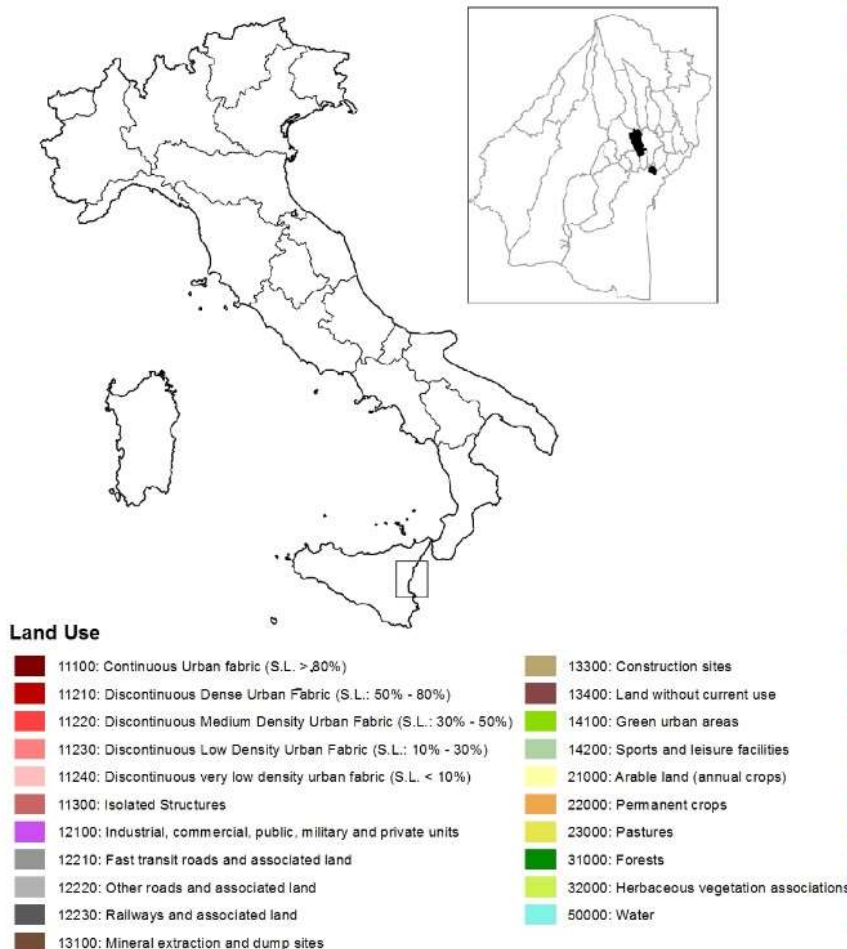 Land Use
11100: Continuous Urban fabric (S.L. > 80%)
11210: Discontinuous Dense Urban Fabric (S.L.: 50% - 80%)
11220: Discontinuous Medium Density Urban Fabric (S.L.: 30% - 50%)
11230: Discontinuous Low Density Urban Fabric (S.L.: 10% - 30%)
11240: Discontinuous very low density urban fabric (S.L. < 10%)
11300: Isolated Structures
12100: Industrial, commercial, public, military and private units
12210: Fast transit roads and associated land
12220: Other roads and associated land
12230: Railways and associated land
13100: Mineral extraction and dump sites
13300: Construction sites
13400: Land without current use
14100: Green urban areas
14200: Sports and leisure facilities
21000: Arable land (annual crops)
22000: Permanent crops
23000: Pastures
31000: Forests
32000: Herbaceous vegetation associations
50000: Water